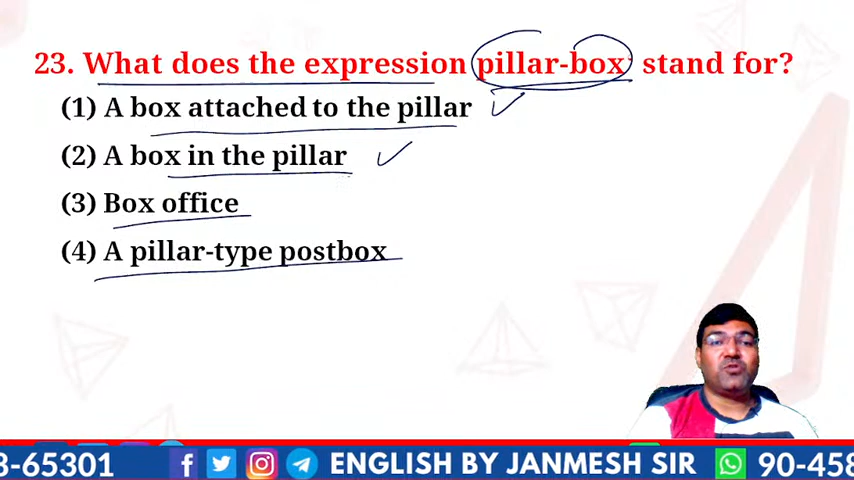 23. What does the expression pillar-box' stand for?
(1) A box attached to the pillar
(2) A box in the pillar
(3) Box office
(4) A pillar-type postbox
3-65301 ENGLISH BY JANMESH SIR 90-458